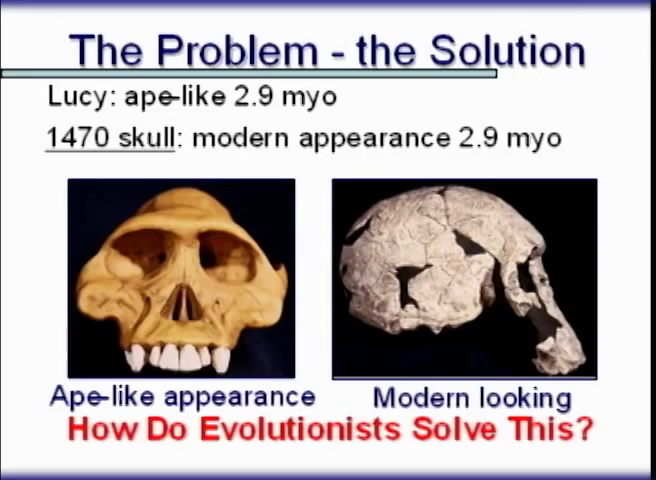 The Problem - the Solution
Lucy: ape-like 2.9 myo
1470 skull: modern appearance 2.9 myo
Ape-like appearance
Modern looking
How Do Evolutionists Solve This?